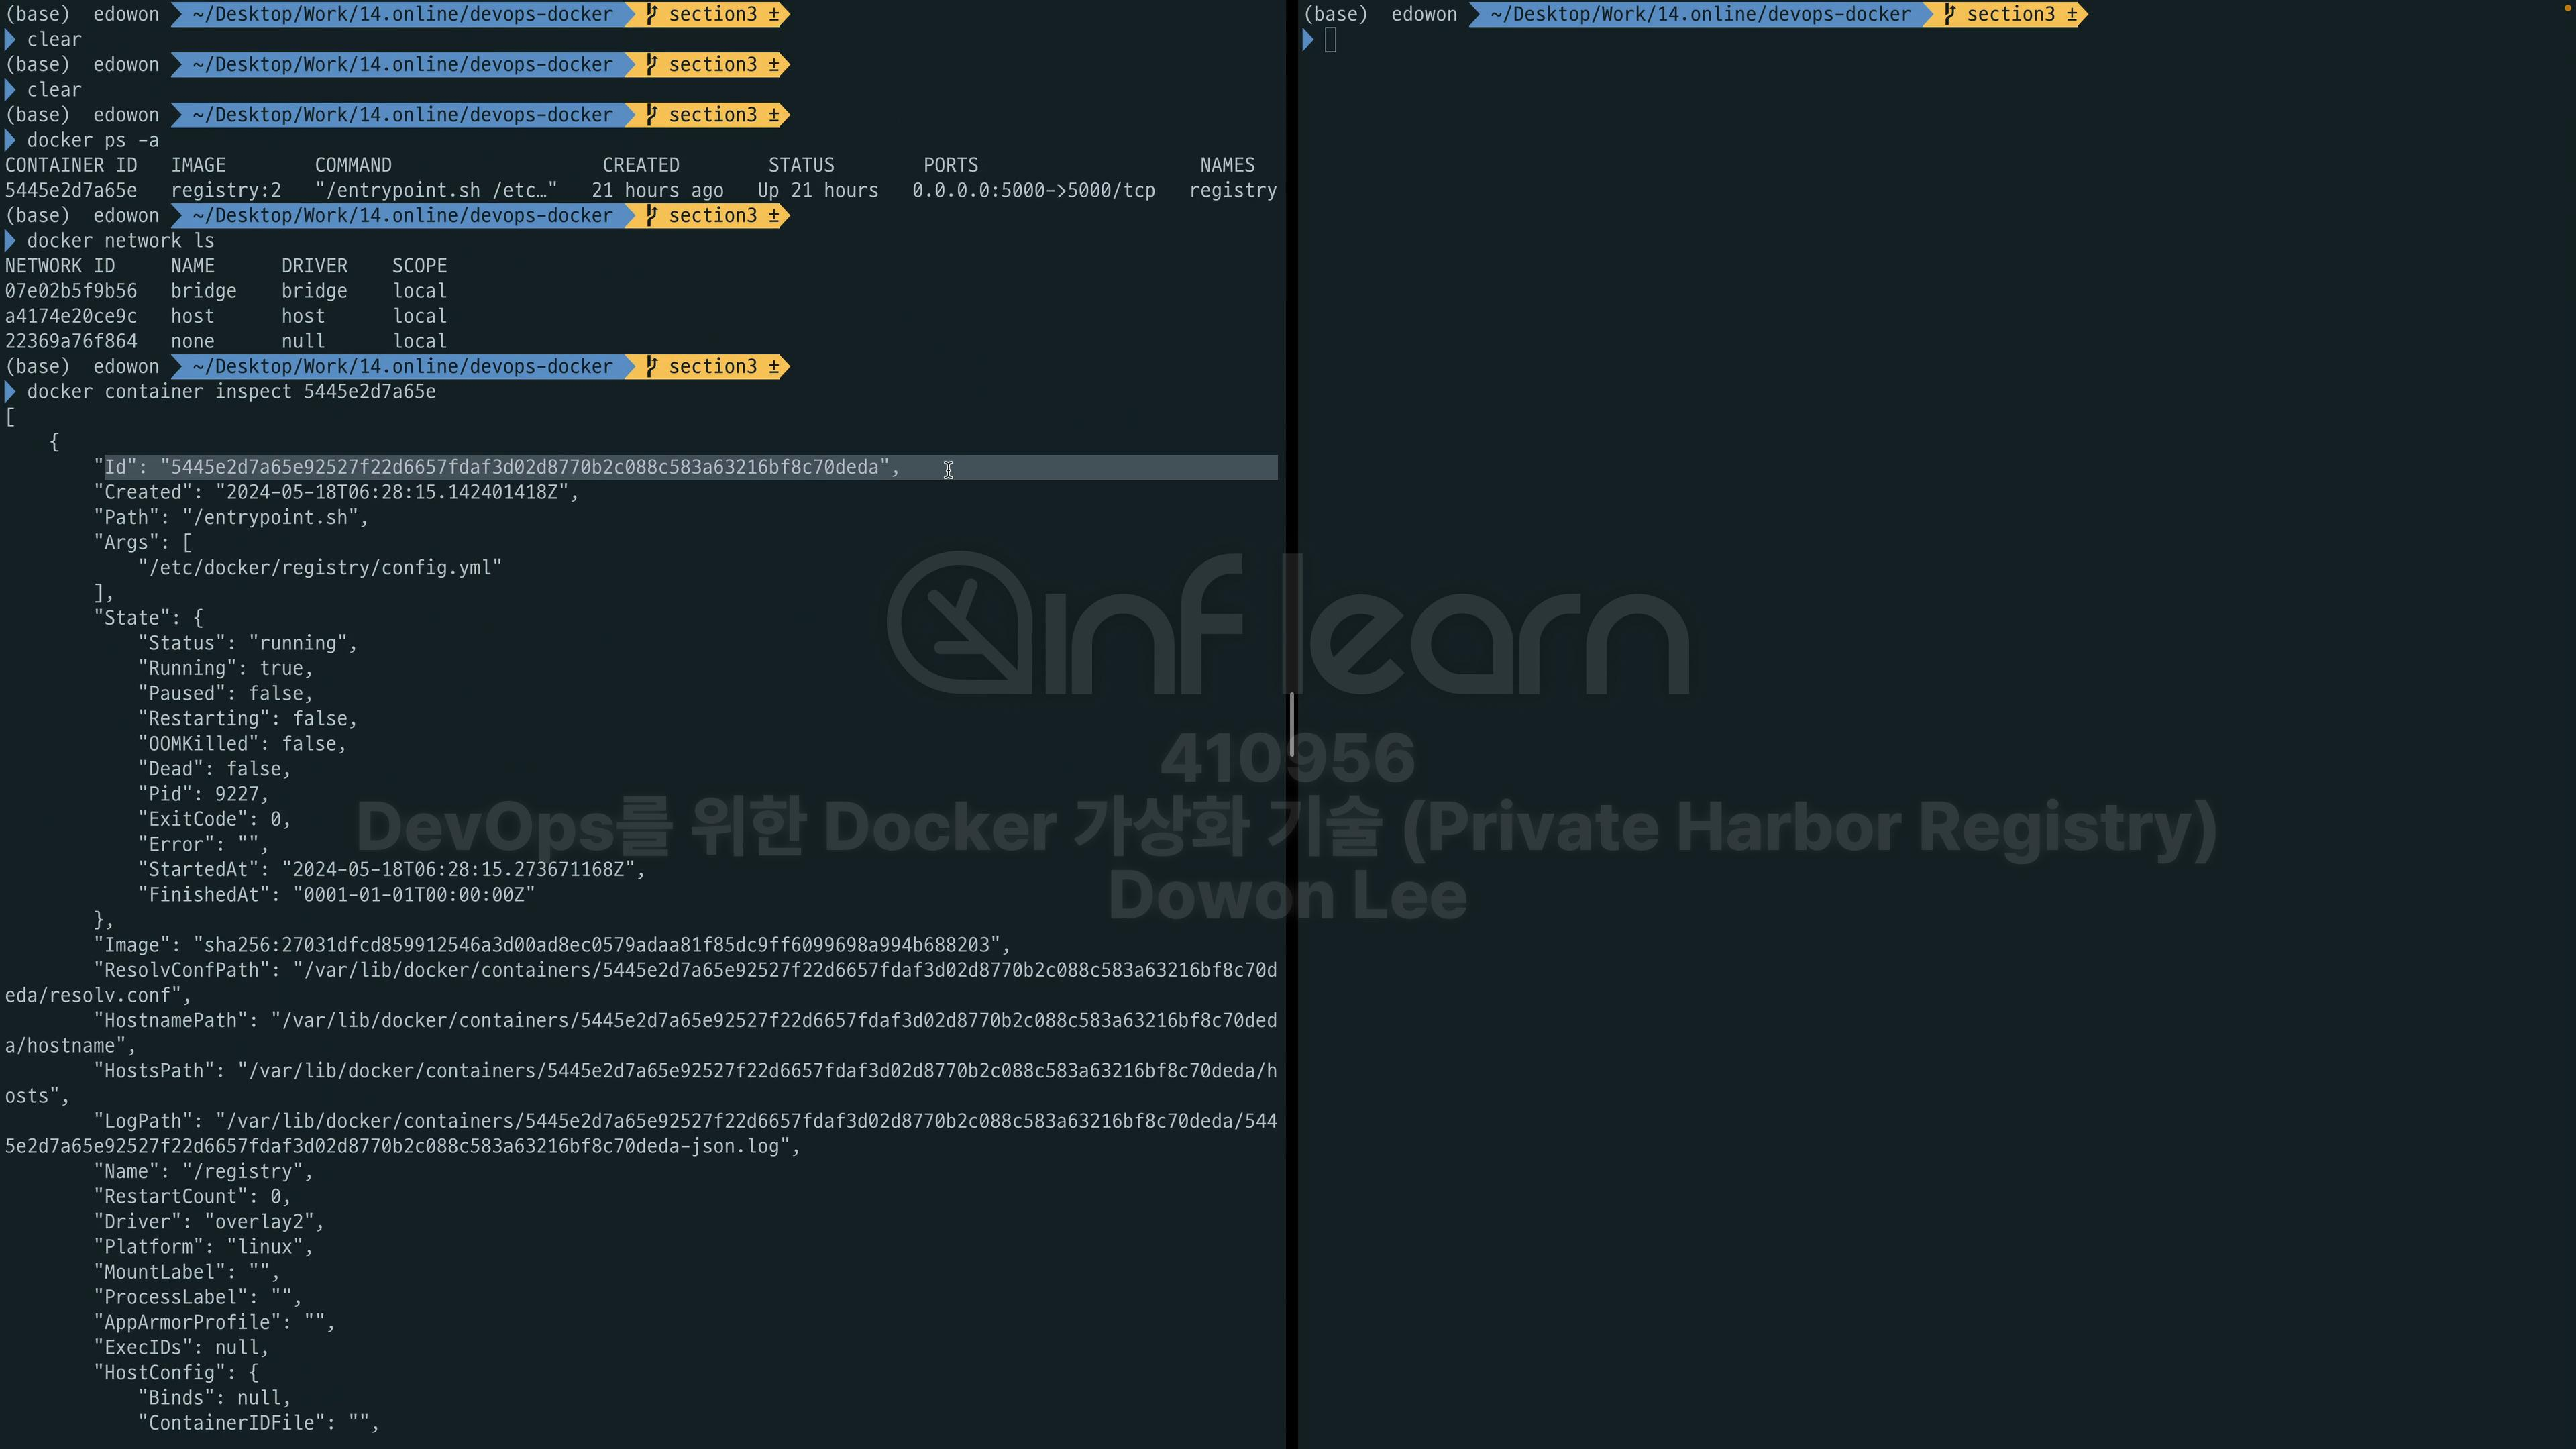 (base) edowon ~/Desktop/Work/14.online/devops-docker section3 ±
clear
(base) edowon ~/Desktop/Work/14.online/devops-docker section3 ±
clear
(base) edowon ~/Desktop/Work/14.online/devops-docker section3 ±
docker ps -a
CONTAINER ID IMAGE COMMAND CREATED STATUS PORTS NAMES
5445e2d7a65e registry:2 "/entrypoint.sh /etc…" 21 hours ago Up 21 hours 0.0.0.0:5000->5000/tcp registry
(base) edowon ~/Desktop/Work/14.online/devops-docker section3 ±
docker network ls
NETWORK ID NAME DRIVER SCOPE
07e02b5f9b56 bridge bridge local
a4174e20ce9c host host local
22369a76f864 none null local
(base) edowon ~/Desktop/Work/14.online/devops-docker section3 ±
docker container inspect 5445e2d7a65e
[
{
"Id": "5445e2d7a65e92527f22d6657fdaf3d02d8770b2c088c583a63216bf8c70deda",
"Created": "2024-05-18T06:28:15.142401418Z",
"Path": "/entrypoint.sh",
"Args": [
"/etc/docker/registry/config.yml"
],
"State": {
"Status": "running",
"Running": true,
"Paused": false,
"Restarting": false,
"OOMKilled": false,
"Dead": false,
"Pid": 9227,
"ExitCode": 0,
"Error": "",
"StartedAt": "2024-05-18T06:28:15.273671168Z",
"FinishedAt": "0001-01-01T00:00:00Z"
},
"Image": "sha256:27031dfcd859912546a3d00ad8ec0579adaa81f85dc9ff6099698a994b688203",
"ResolvConfPath": "/var/lib/docker/containers/5445e2d7a65e92527f22d6657fdaf3d02d8770b2c088c583a63216bf8c70d
eda/resolv.conf",
"HostnamePath": "/var/lib/docker/containers/5445e2d7a65e92527f22d6657fdaf3d02d8770b2c088c583a63216bf8c70ded
a/hostname",
"HostsPath": "/var/lib/docker/containers/5445e2d7a65e92527f22d6657fdaf3d02d8770b2c088c583a63216bf8c70deda/h
osts",
"LogPath": "/var/lib/docker/containers/5445e2d7a65e92527f22d6657fdaf3d02d8770b2c088c583a63216bf8c70deda/544
5e2d7a65e92527f22d6657fdaf3d02d8770b2c088c583a63216bf8c70deda-json.log",
"Name": "/registry",
"RestartCount": 0,
"Driver": "overlay2",
"Platform": "linux",
"MountLabel": "",
"ProcessLabel": "",
"AppArmorProfile": "",
"ExecIDs": null,
"HostConfig": {
"Binds": null,
"ContainerIDFile": "",
(base) edowon ~/Desktop/Work/14.online/devops-docker section3 ±
inflearn
410956
DevOps를 위한 Docker 가상화 기술 (Private Harbor Registry)
Dowon Lee